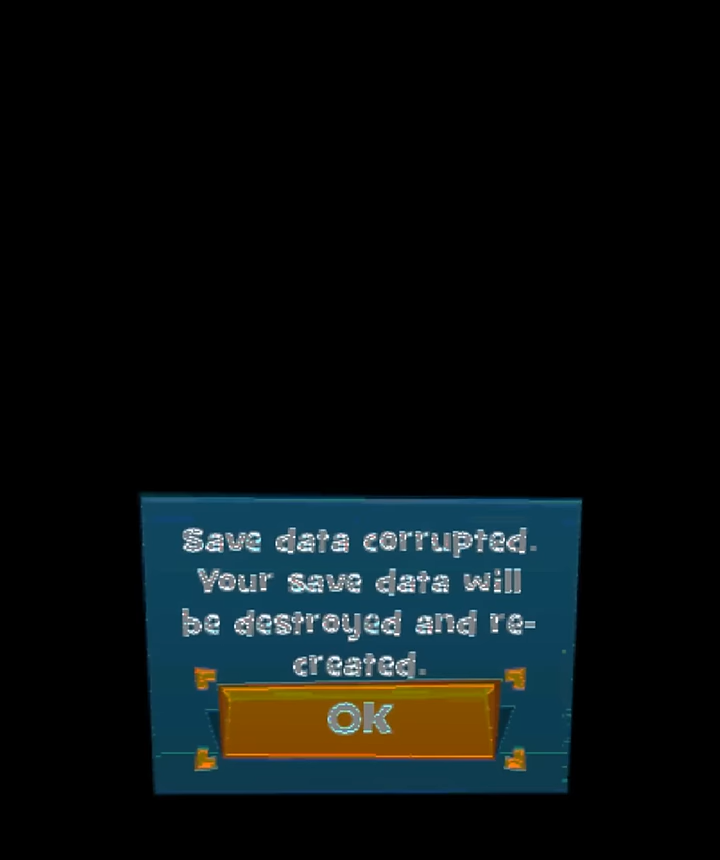 Save data corrupted.
Your save data will
be destroyed and re-
created.
OK